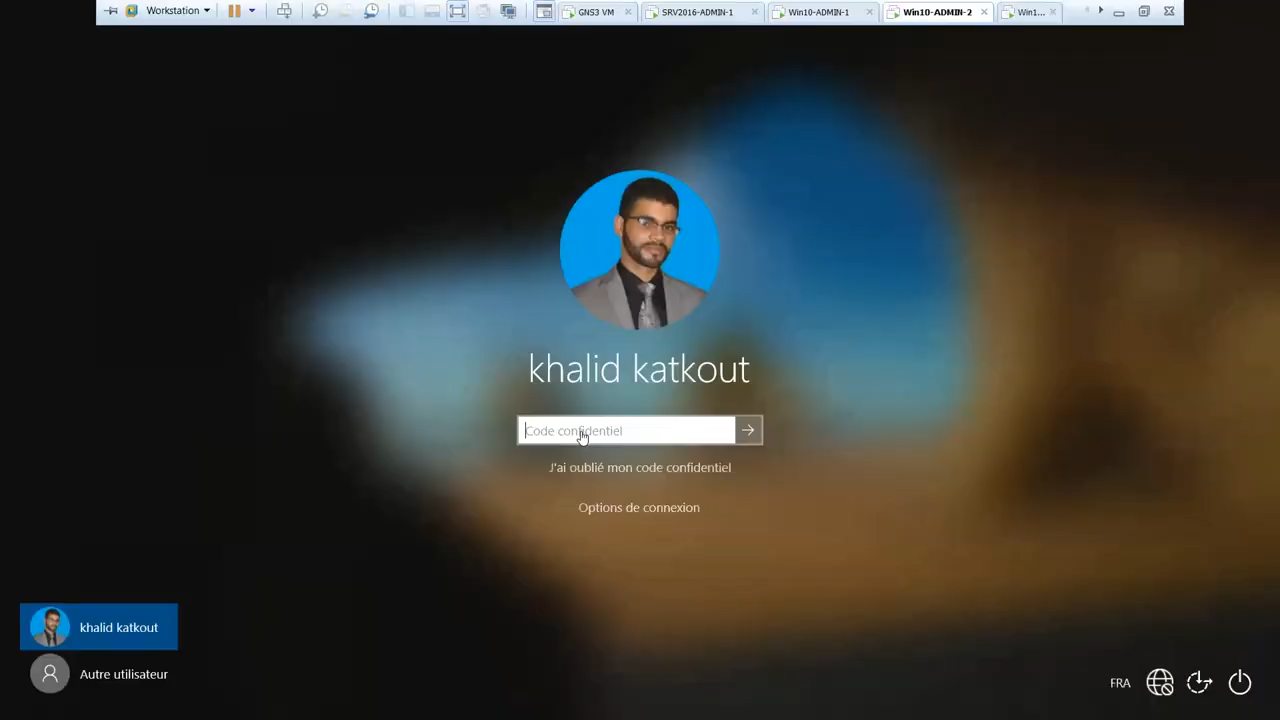 Workstation
GNS3 VM
SRV2016-ADMIN-1
Win10-ADMIN-1
Win10-ADMIN-2
Win1...
khalid katkout
Code confidentiel
J'ai oublié mon code confidentiel
Options de connexion
khalid katkout
Autre utilisateur
FRA